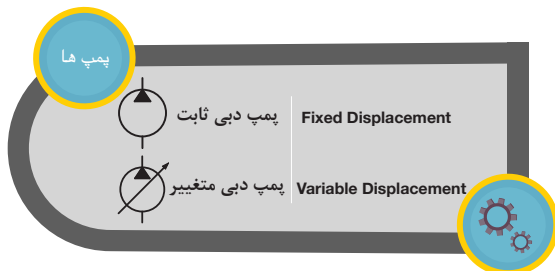 پمپ ها
پمپ دبی ثابت Fixed Displacement
پمپ دبی متغییر Variable Displacement